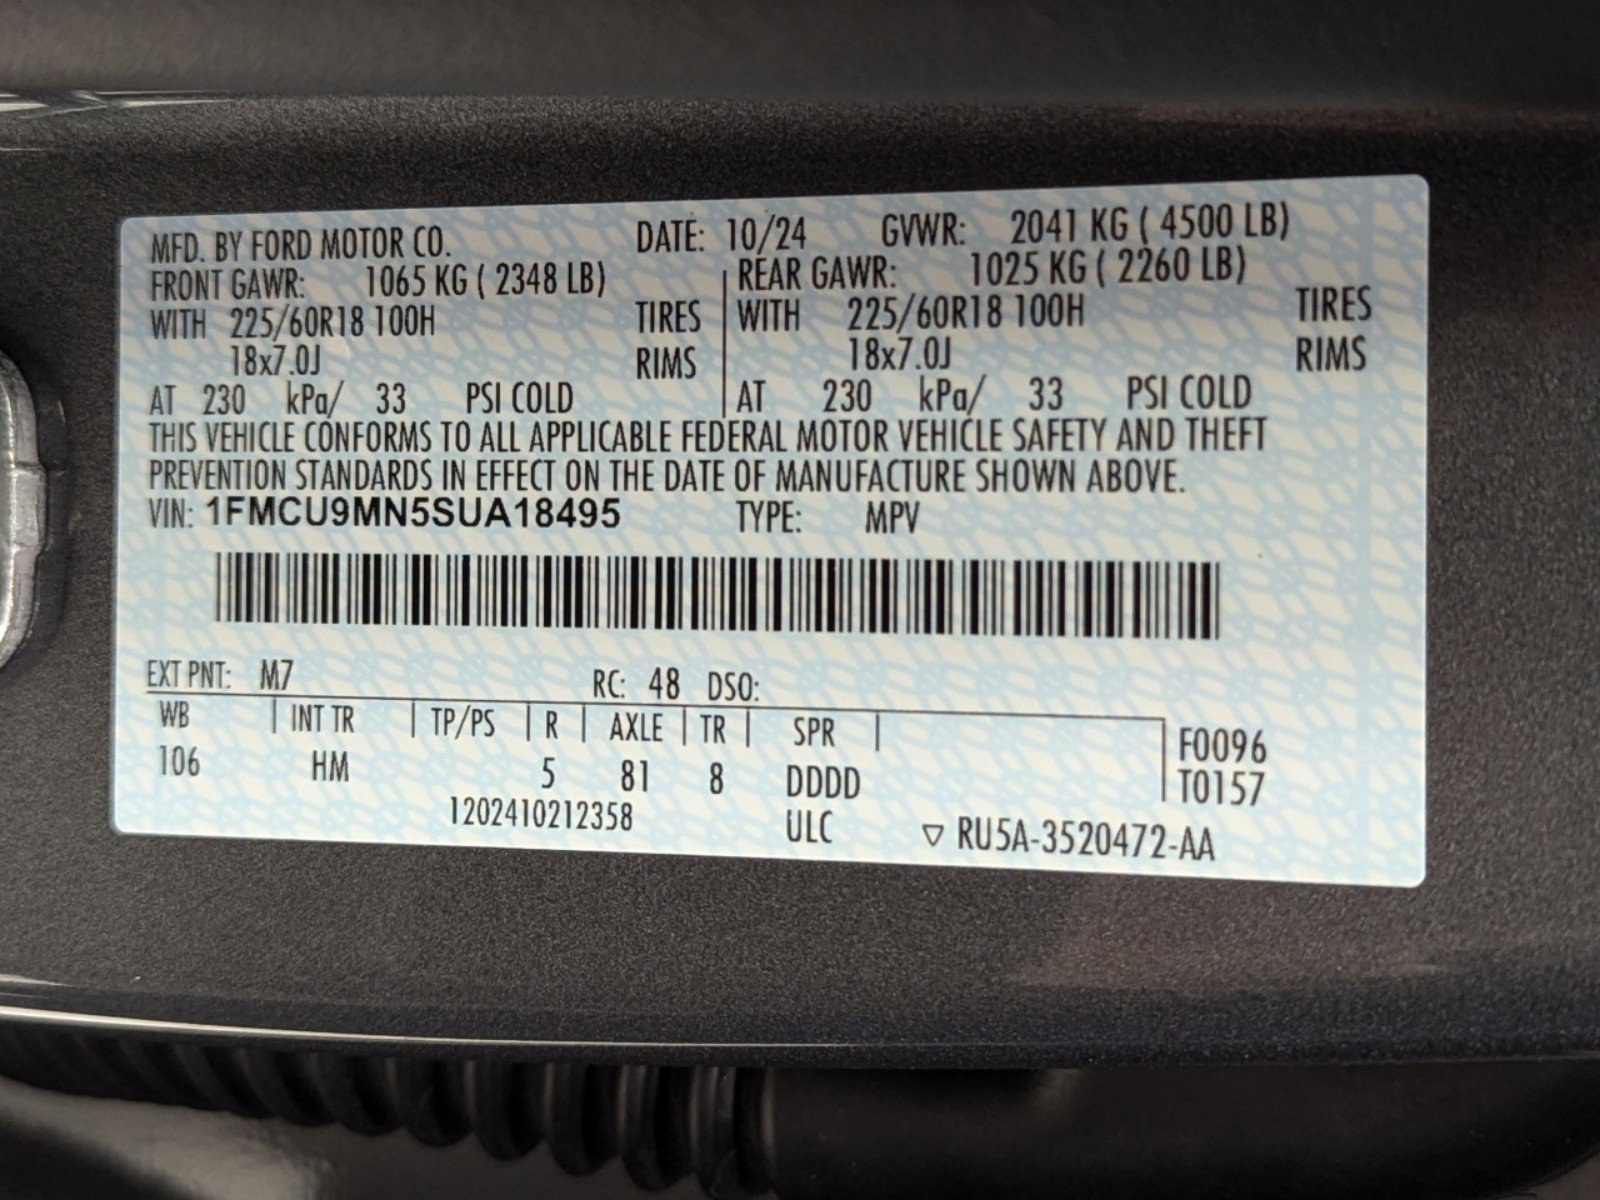 MFD. BY FORD MOTOR CO. DATE: 10/24 GVWR: 2041 KG ( 4500 LB)
FRONT GAWR: 1065 KG ( 2348 LB) REAR GAWR: 1025 KG ( 2260 LB)
WITH 225/60R18 100H TIRES WITH 225/60R18 100H TIRES
18x7.0J RIMS 18x7.0J RIMS
AT 230 kPa/ 33 PSI COLD AT 230 kPa/ 33 PSI COLD
THIS VEHICLE CONFORMS TO ALL APPLICABLE FEDERAL MOTOR VEHICLE SAFETY AND THEFT
PREVENTION STANDARDS IN EFFECT ON THE DATE OF MANUFACTURE SHOWN ABOVE.
VIN: 1FMCU9MN5SUA18495 TYPE: MPV
EXT PNT: M7 RC: 48 DSO:
WB INT TR TP/PS R AXLE TR SPR F0096
106 HM 5 81 8 DDDD T0157
1202410212358 ULC ▽ RU5A-3520472-AA